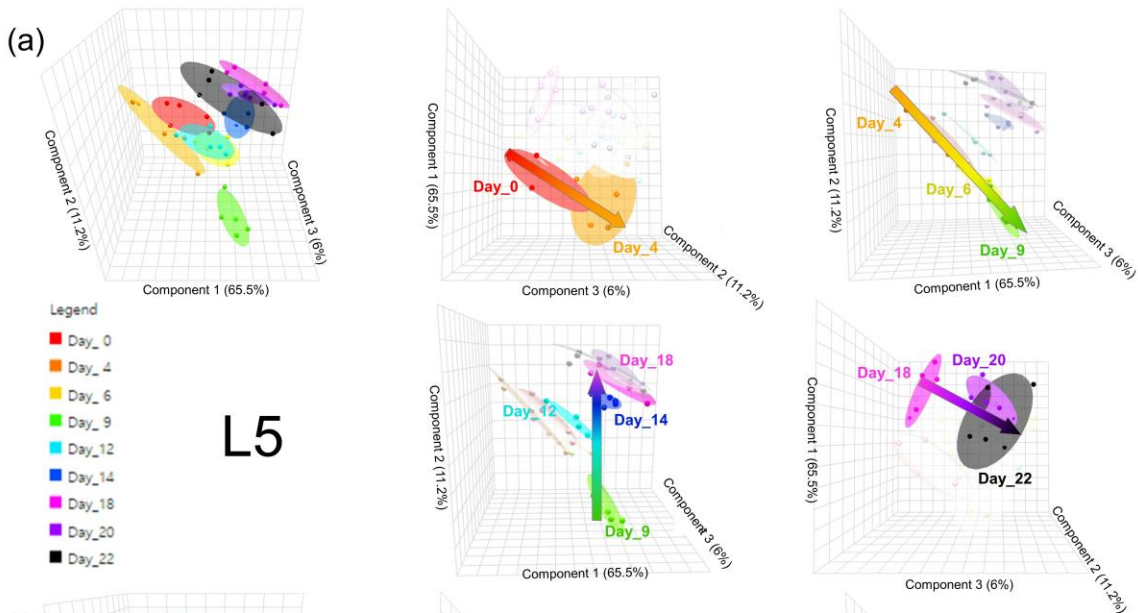 (a)
Component 2 (11.2%)
Component 3 (6%)
Component 1 (65.5%)
Component 1 (65.5%)
Day_0
Day_4
Component 2 (11.2%)
Component 3 (6%)
Day_4
Day_6
Day_9
Component 2 (11.2%)
Component 3 (6%)
Component 1 (65.5%)
Legend
Day_ 0
Day_ 4
Day_ 6
Day_ 9
Day_12
Day_14
Day_18
Day_20
Day_22
L5
Day_18
Day_12
Day_14
Day_9
Component 2 (11.2%)
Component 3 (6%)
Component 1 (65.5%)
Day_18
Day_20
Day_22
Component 1 (65.5%)
Component 2 (11.2%)
Component 3 (6%)